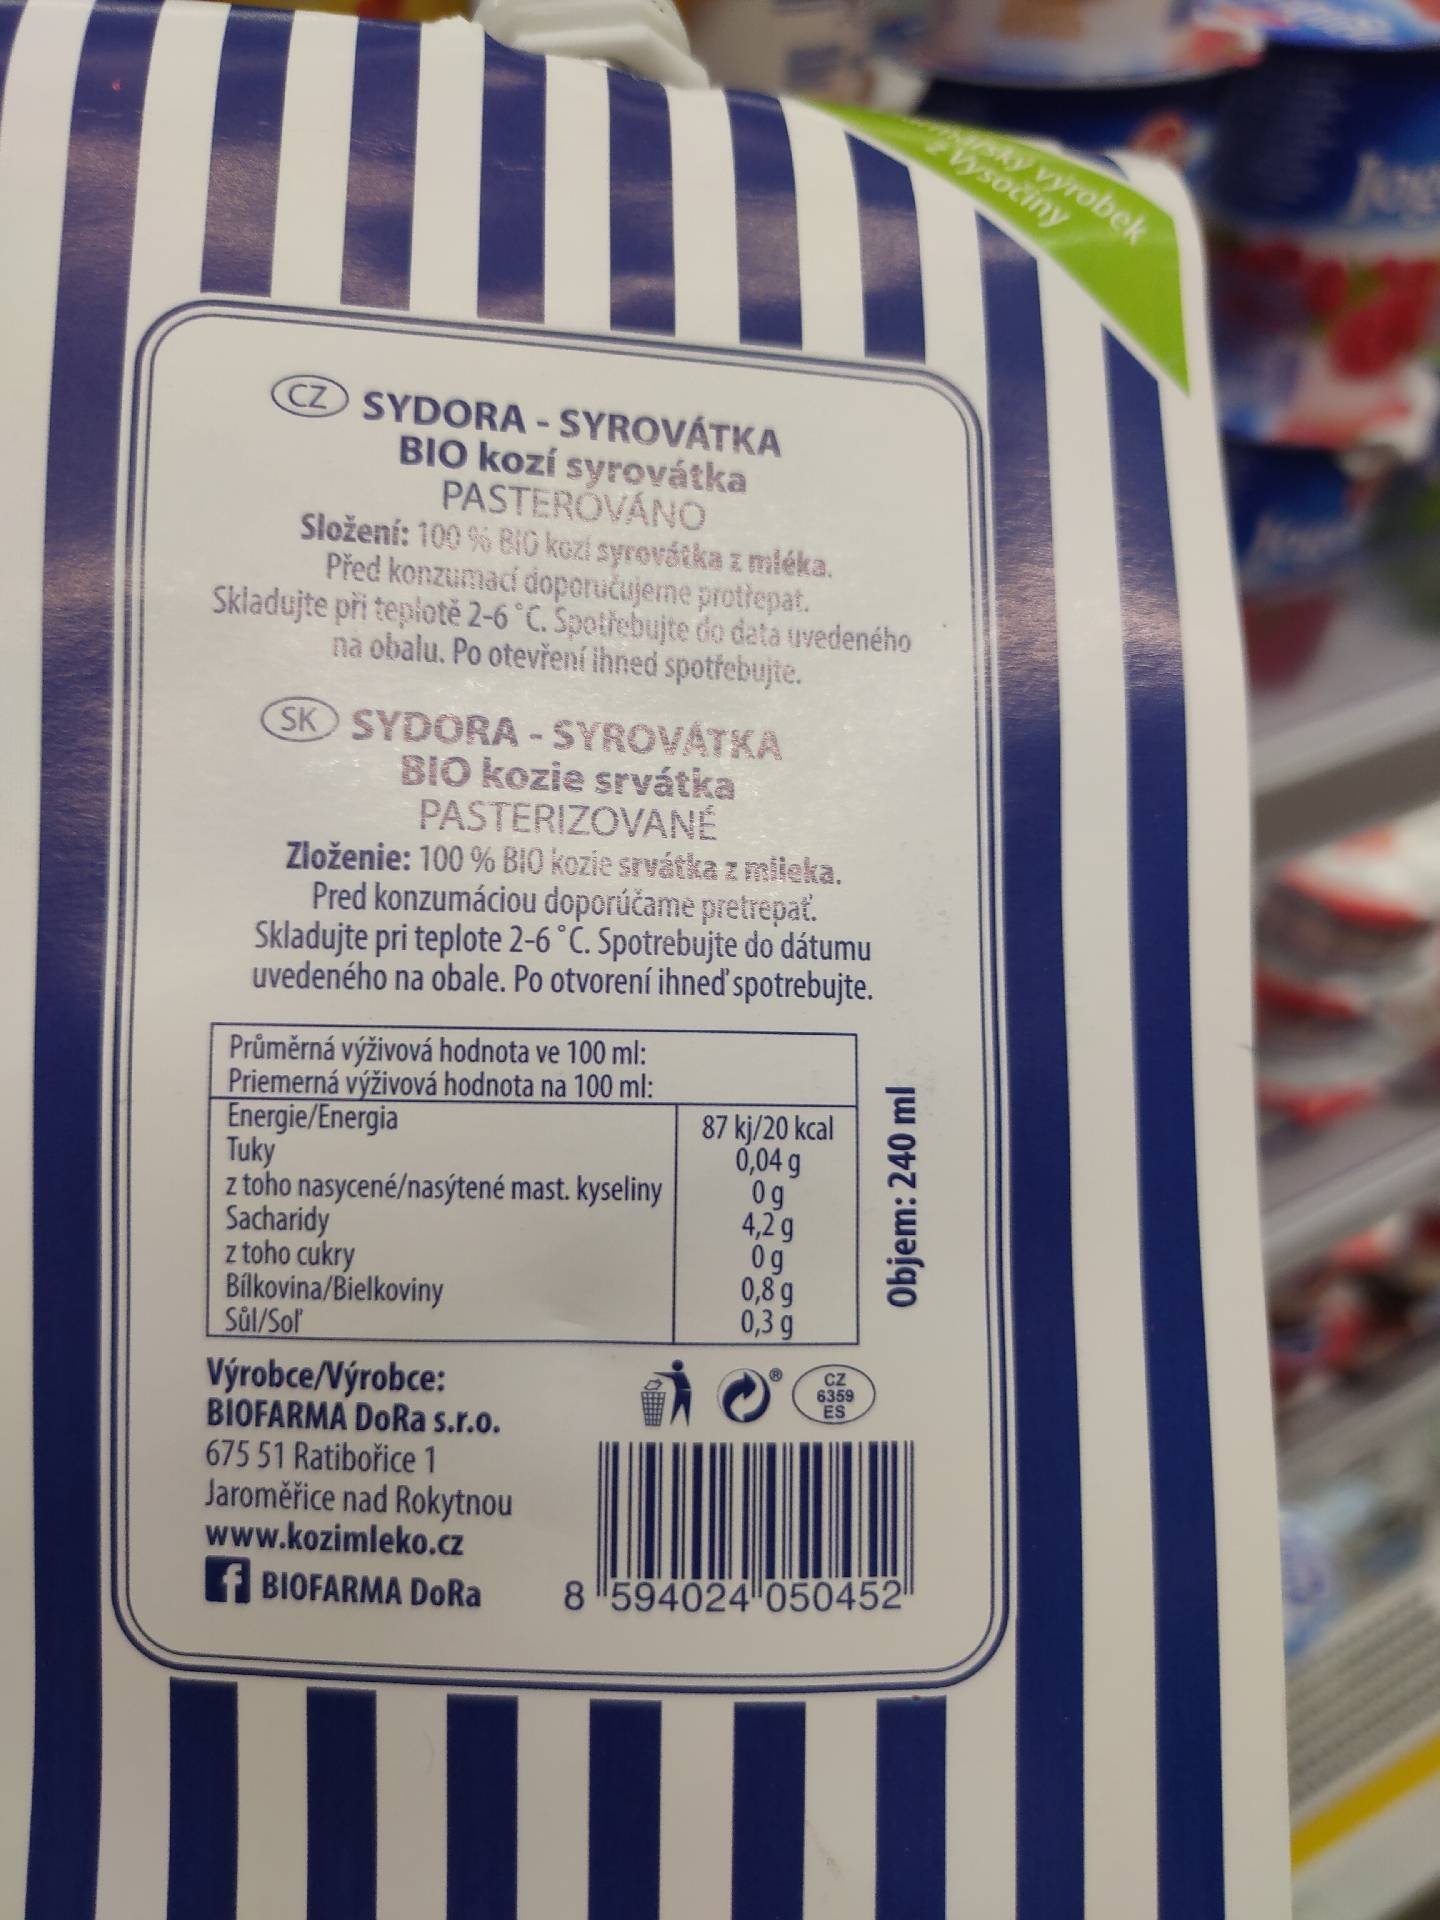 výrobek
z Vysočiny
CZ SYDORA - SYROVÁTKA
BIO kozí syrovátka
PASTEROVÁNO
Složení: 100 % BIO kozí syrovátka z mléka.
Před konzumací doporučujeme protřepat.
Skladujte při teplotě 2-6 °C. Spotřebujte do data uvedeného
na obalu. Po otevření ihned spotřebujte.
SK SYDORA - SYROVÁTKA
BIO kozie srvátka
PASTERIZOVANÉ
Zloženie: 100 % BIO kozie srvátka z mlieka.
Pred konzumáciou doporúčame pretrepať.
Skladujte pri teplote 2-6 °C. Spotrebujte do dátumu
uvedeného na obale. Po otvorení ihneď spotrebujte.
Průměrná výživová hodnota ve 100 ml:
Priemerná výživová hodnota na 100 ml:
Energie/Energia 87 kj/20 kcal
Tuky 0,04 g
z toho nasycené/nasýtené mast. kyseliny 0 g
Sacharidy 4,2 g
z toho cukry 0 g
Bílkovina/Bielkoviny 0,8 g
Sůl/Soľ 0,3 g
Objem: 240 ml
Výrobce/Výrobce:
BIOFARMA DoRa s.r.o.
675 51 Ratibořice 1
Jaroměřice nad Rokytnou
www.kozimleko.cz
f BIOFARMA DoRa
®
CZ
6359
ES
8 594024 050452